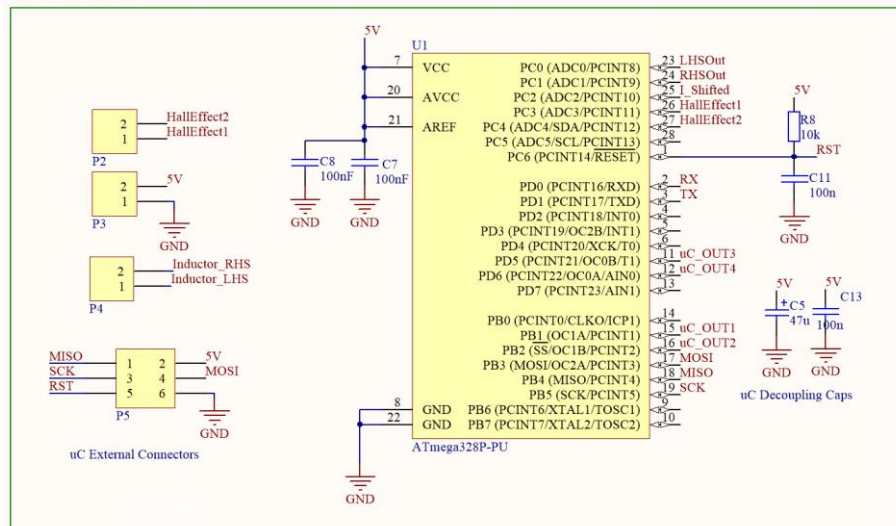 5V
U1
7
VCC
20
AVCC
21
AREF
C8
100nF
C7
100nF
GND
GND
8
GND
22
GND
GND
ATmega328P-PU
PC0 (ADC0/PCINT8)
23
LHSOut
PC1 (ADC1/PCINT9)
24
RHSOut
PC2 (ADC2/PCINT10)
25
I_Shifted
PC3 (ADC3/PCINT11)
26
HallEffect1
PC4 (ADC4/SDA/PCINT12)
27
HallEffect2
PC5 (ADC5/SCL/PCINT13)
28
PC6 (PCINT14/RESET)
1
PD0 (PCINT16/RXD)
2
RX
PD1 (PCINT17/TXD)
3
TX
PD2 (PCINT18/INT0)
4
PD3 (PCINT19/OC2B/INT1)
5
PD4 (PCINT20/XCK/T0)
6
PD5 (PCINT21/OC0B/T1)
11
uC_OUT3
PD6 (PCINT22/OC0A/AIN0)
12
uC_OUT4
PD7 (PCINT23/AIN1)
13
PB0 (PCINT0/CLKO/ICP1)
14
PB1 (OC1A/PCINT1)
15
uC_OUT1
PB2 (SS/OC1B/PCINT2)
16
uC_OUT2
PB3 (MOSI/OC2A/PCINT3)
17
MOSI
PB4 (MISO/PCINT4)
18
MISO
PB5 (SCK/PCINT5)
19
SCK
PB6 (PCINT6/XTAL1/TOSC1)
9
PB7 (PCINT7/XTAL2/TOSC2)
10
2
HallEffect2
1
HallEffect1
P2
2
5V
1
P3
GND
2
Inductor_RHS
1
Inductor_LHS
P4
MISO
1
2
5V
SCK
3
4
MOSI
RST
5
6
P5
GND
uC External Connectors
5V
R8
10k
RST
C11
100n
GND
5V
C5
47u
GND
5V
C13
100n
GND
uC Decoupling Caps